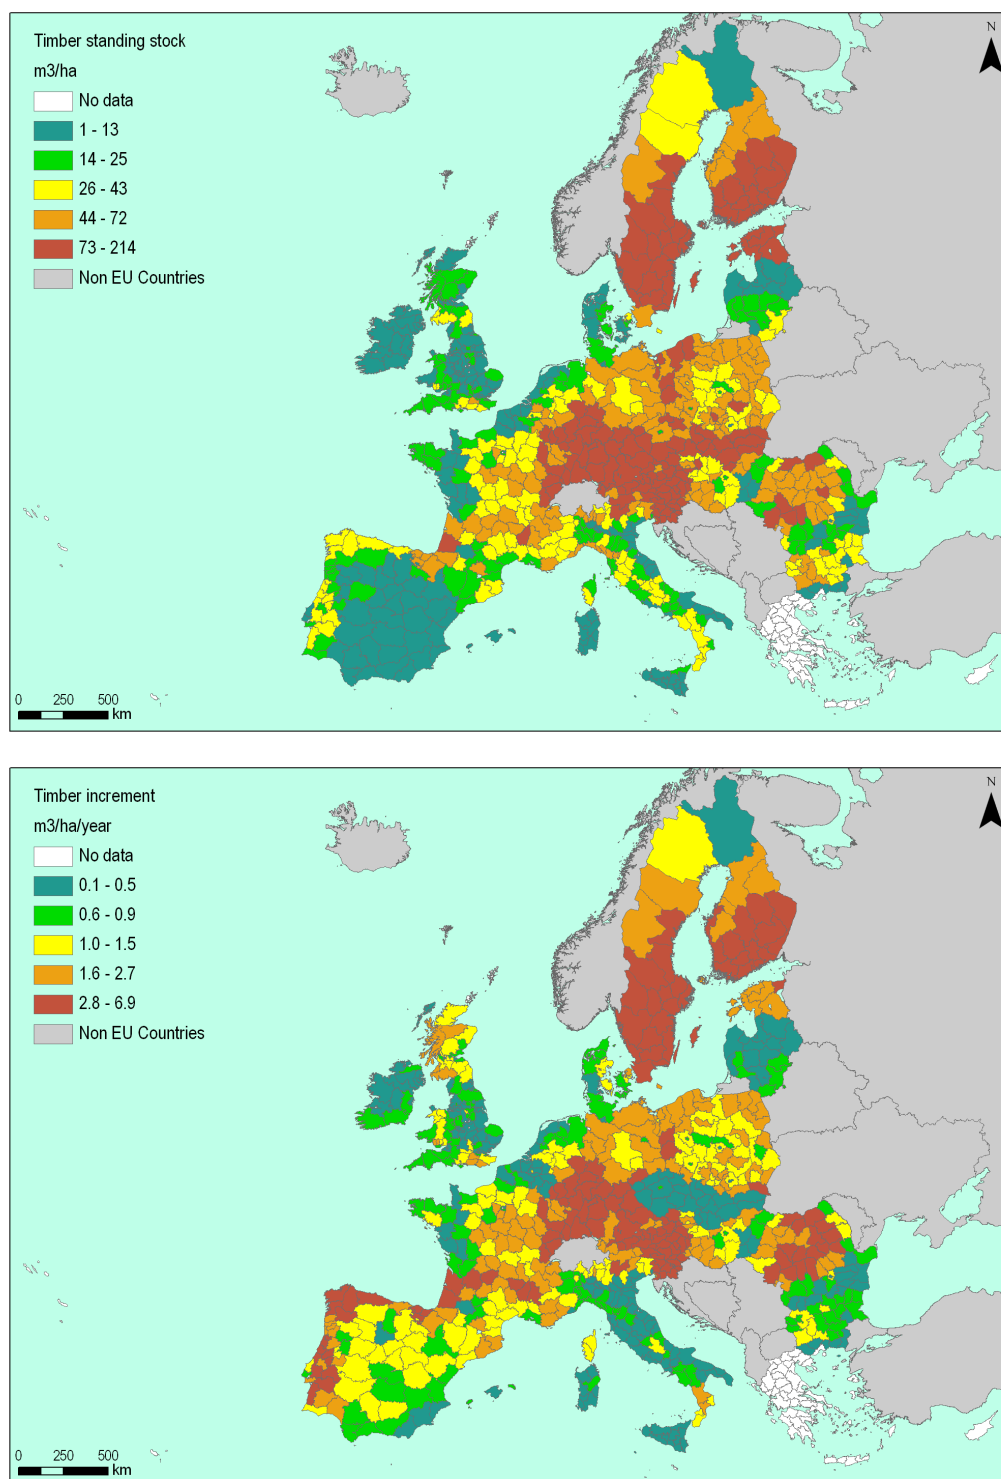 Timber standing stock
N
m3/ha
No data
1 - 13
14 - 25
26 - 43
44 - 72
73 - 214
Non EU Countries
0 250 500
km
Timber increment
N
m3/ha/year
No data
0.1 - 0.5
0.6 - 0.9
1.0 - 1.5
1.6 - 2.7
2.8 - 6.9
Non EU Countries
0 250 500
km